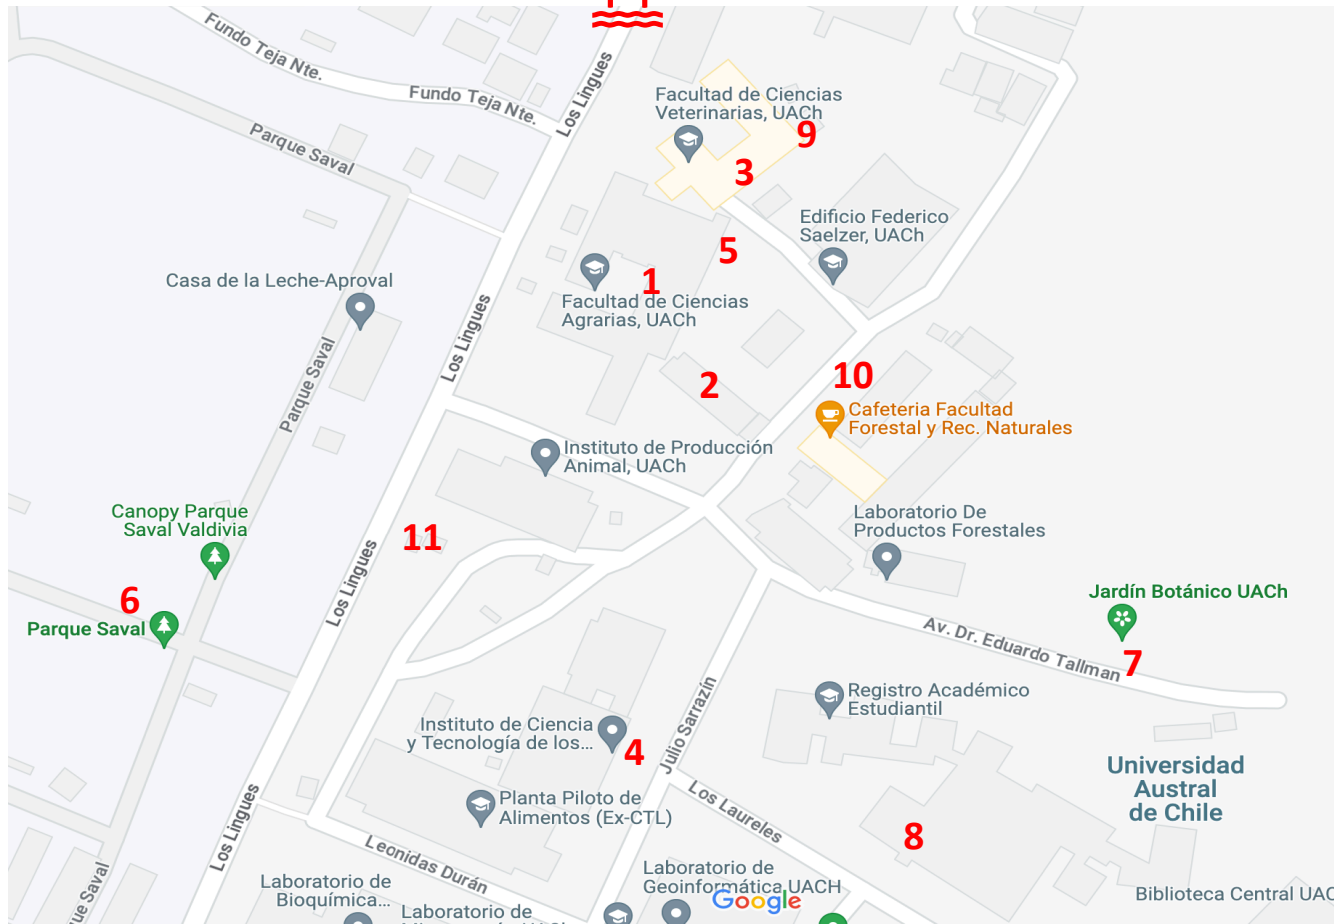 Fundo Teja Nte.
Fundo Teja Nte.
Los Lingues
Facultad de Ciencias
Veterinarias, UACh
9
3
Parque Saval
Edificio Federico
Saelzer, UACh
5
1
Casa de la Leche-Aproval
Facultad de Ciencias
Agrarias, UACh
Los Lingues
Parque Saval
2
10
Cafeteria Facultad
Forestal y Rec. Naturales
Instituto de Producción
Animal, UACh
Canopy Parque
Saval Valdivia
11
Laboratorio De
Productos Forestales
Los Lingues
6
Parque Saval
Jardín Botánico UACh
Av. Dr. Eduardo Tallman
7
Registro Académico
Estudiantil
Instituto de Ciencia
y Tecnología de los...
4
Julio Sarrazín
Universidad
Austral
de Chile
Planta Piloto de
Alimentos (Ex-CTL)
Los Laureles
8
Los Lingues
Leonidas Durán
Laboratorio de
Geoinformática UACH
Laboratorio de
Bioquímica...
Google
Biblioteca Central UAC
Laboratorio de
ue Saval